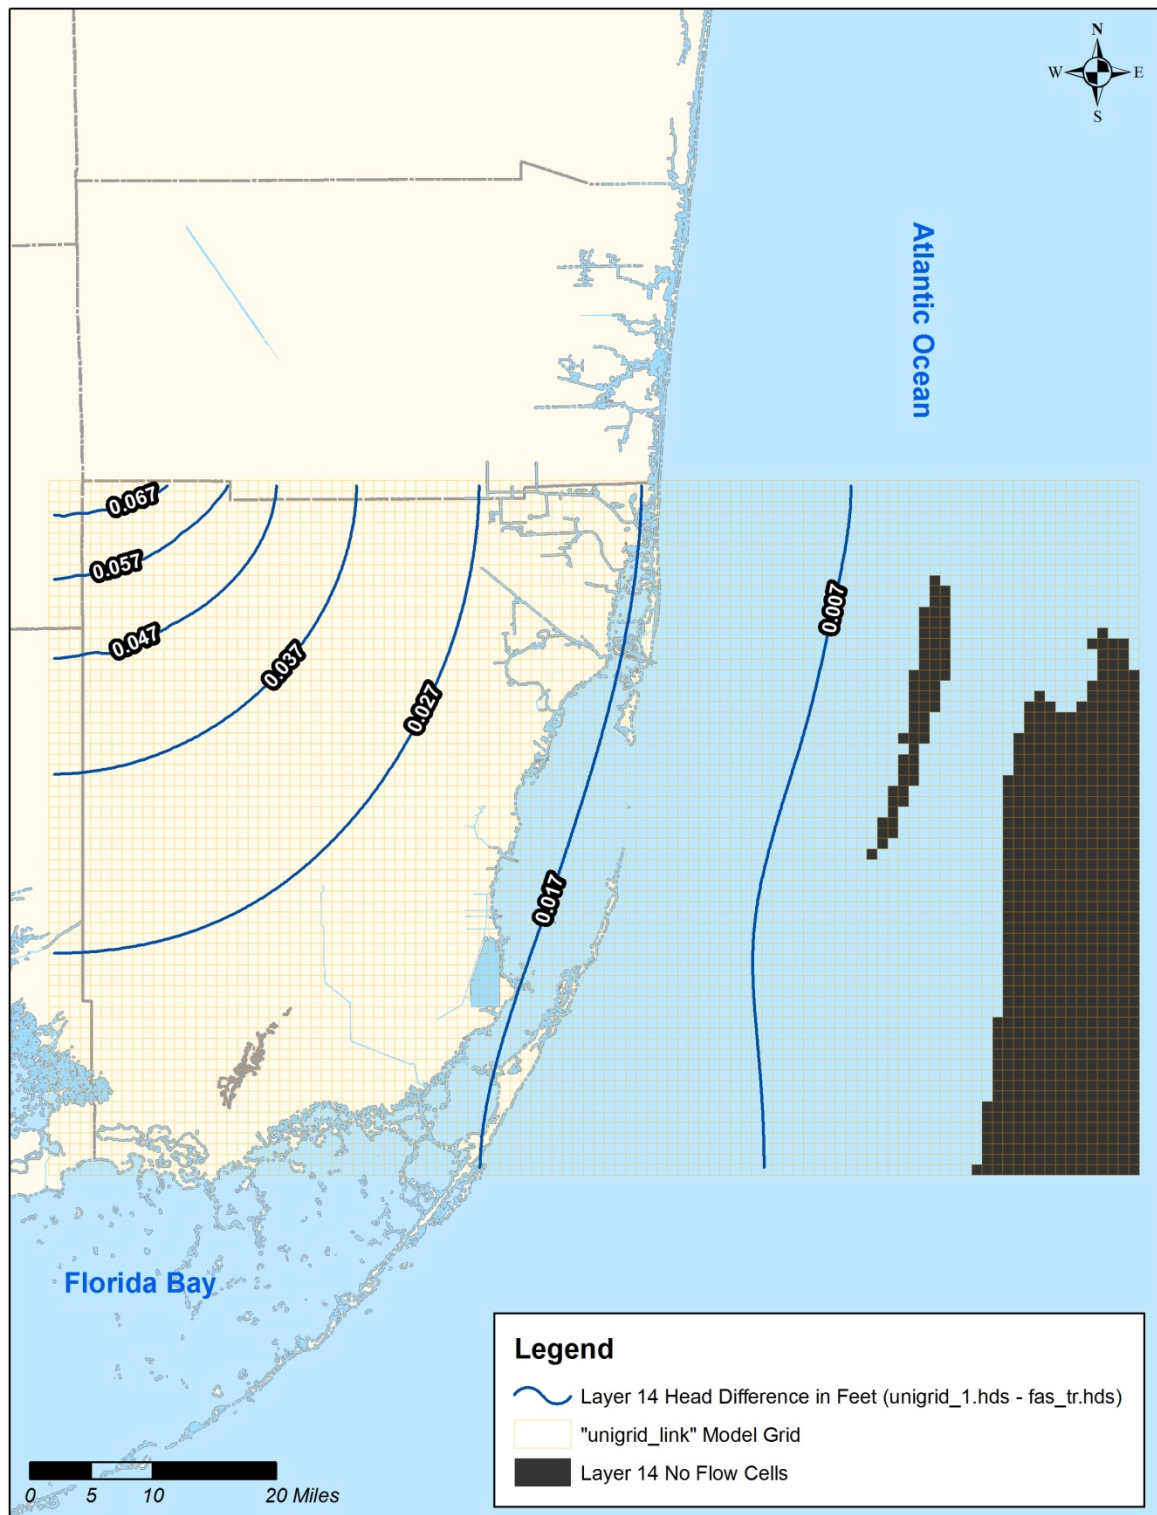 N
W E
S
Atlantic Ocean
0.067
0.057
0.047
0.037
0.027
0.017
0.007
Florida Bay
Legend
Layer 14 Head Difference in Feet (unigrid_1.hds - fas_tr.hds)
"unigrid_link" Model Grid
Layer 14 No Flow Cells
0 5 10 20 Miles